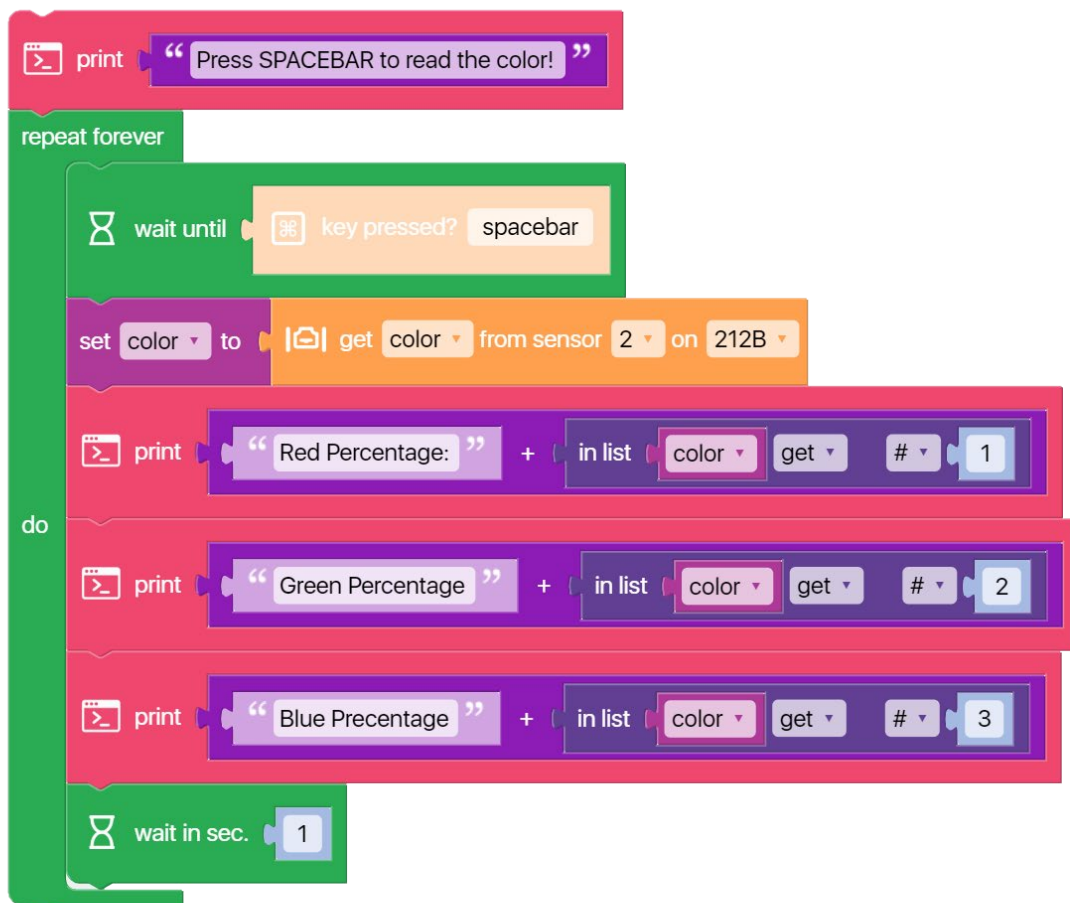 print “ Press SPACEBAR to read the color! ”
repeat forever
wait until key pressed? spacebar
set color to get color from sensor 2 on 212B
print “ Red Percentage: ” + in list color get # 1
do
print “ Green Percentage ” + in list color get # 2
print “ Blue Precentage ” + in list color get # 3
wait in sec. 1